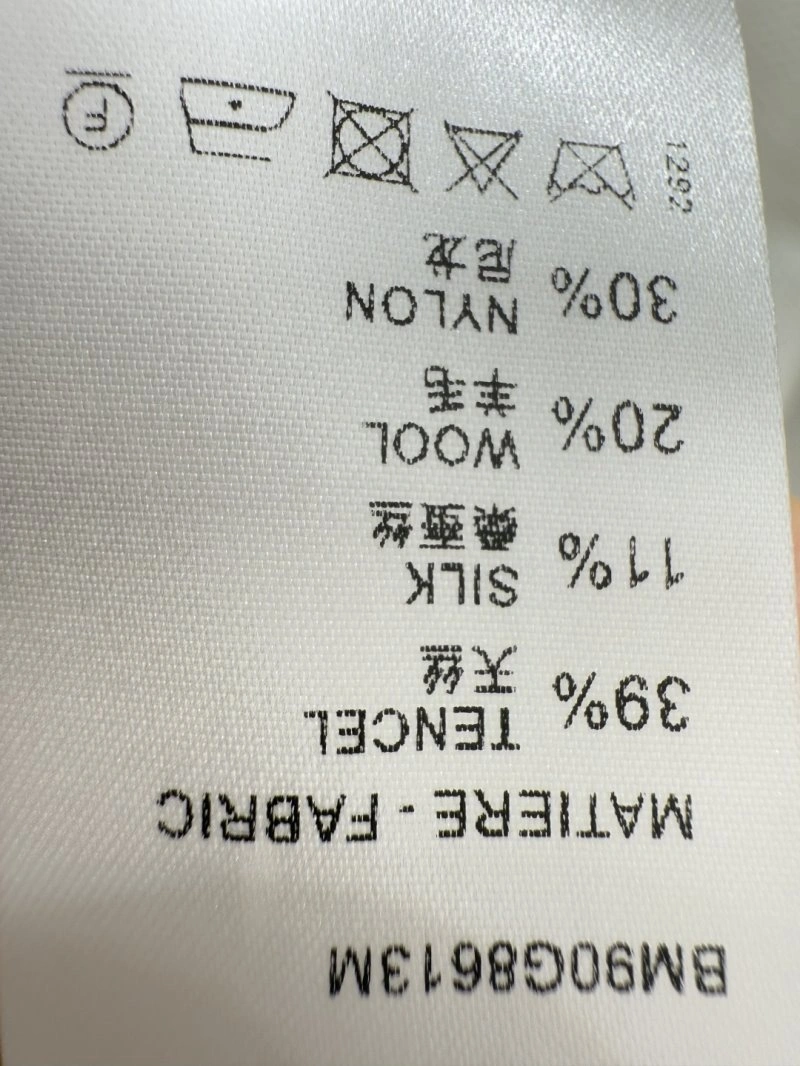 BM90G8613M
MATIERE - FABRIC
39% TENCEL
天丝
11% SILK
桑蚕丝
20% WOOL
羊毛
30% NYLON
尼龙
1292
F